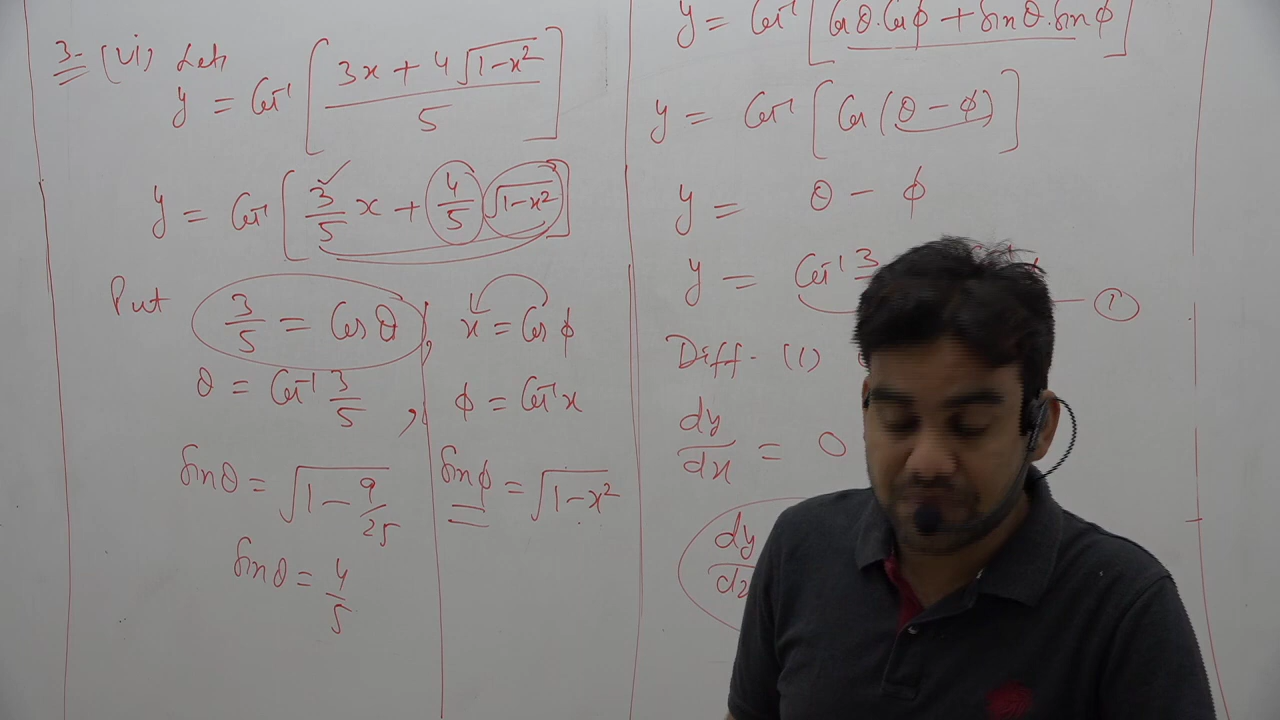 3- (vi) Let
y = Cos⁻¹ [ (3x + 4√(1-x²)) / 5 ]
y = Cos⁻¹ [ 3/5 x + 4/5 √(1-x²) ]
Put 3/5 = Cos θ , x = Cos ϕ
θ = Cos⁻¹ 3/5 , ϕ = Cos⁻¹ x
Sin θ = √(1 - 9/25)
Sin ϕ = √(1-x²)
Sin θ = 4/5
y = Cos⁻¹ [ Cos θ . Cos ϕ + Sin θ . Sin ϕ ]
y = Cos⁻¹ [ Cos (θ - ϕ) ]
y = θ - ϕ
y = Cos⁻¹ 3 — ①
Diff. (1)
dy/dx = 0
dy